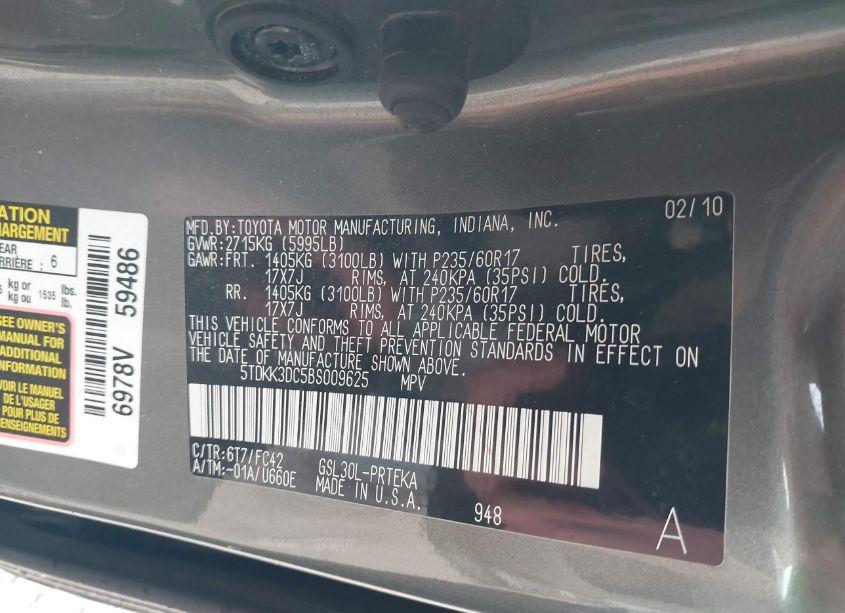 MFD.BY:TOYOTA MOTOR MANUFACTURING, INDIANA, INC. 02/10
GVWR:2715KG (5995LB)
GAWR:FRT. 1405KG (3100LB) WITH P235/60R17 TIRES,
17X7J RIMS, AT 240KPA (35PSI) COLD.
RR. 1405KG (3100LB) WITH P235/60R17 TIRES,
17X7J RIMS, AT 240KPA (35PSI) COLD.
THIS VEHICLE CONFORMS TO ALL APPLICABLE FEDERAL MOTOR
VEHICLE SAFETY AND THEFT PREVENTION STANDARDS IN EFFECT ON
THE DATE OF MANUFACTURE SHOWN ABOVE.
5TDKK3DC5BS009625 MPV
C/TR:6T7/FC42 GSL30L-PRTEKA
A/TM:-01A/U660E MADE IN U.S.A.
948
A
ATION
HARGEMENT
EAR
RRIÈRE : 6
kg or 1535 lbs.
kg ou lb.
SEE OWNER'S
MANUAL FOR
ADDITIONAL
INFORMATION
VOIR LE MANUEL
DE L'USAGER
POUR PLUS DE
RENSEIGNEMENTS
6978V 59486